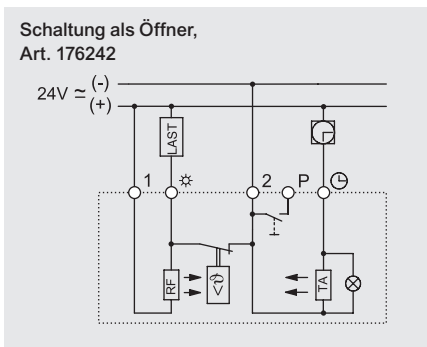 Schaltung als Öffner,
Art. 176242
24V ≃ (-)
(+)
LAST
1 2 P
RF <ϑ TA